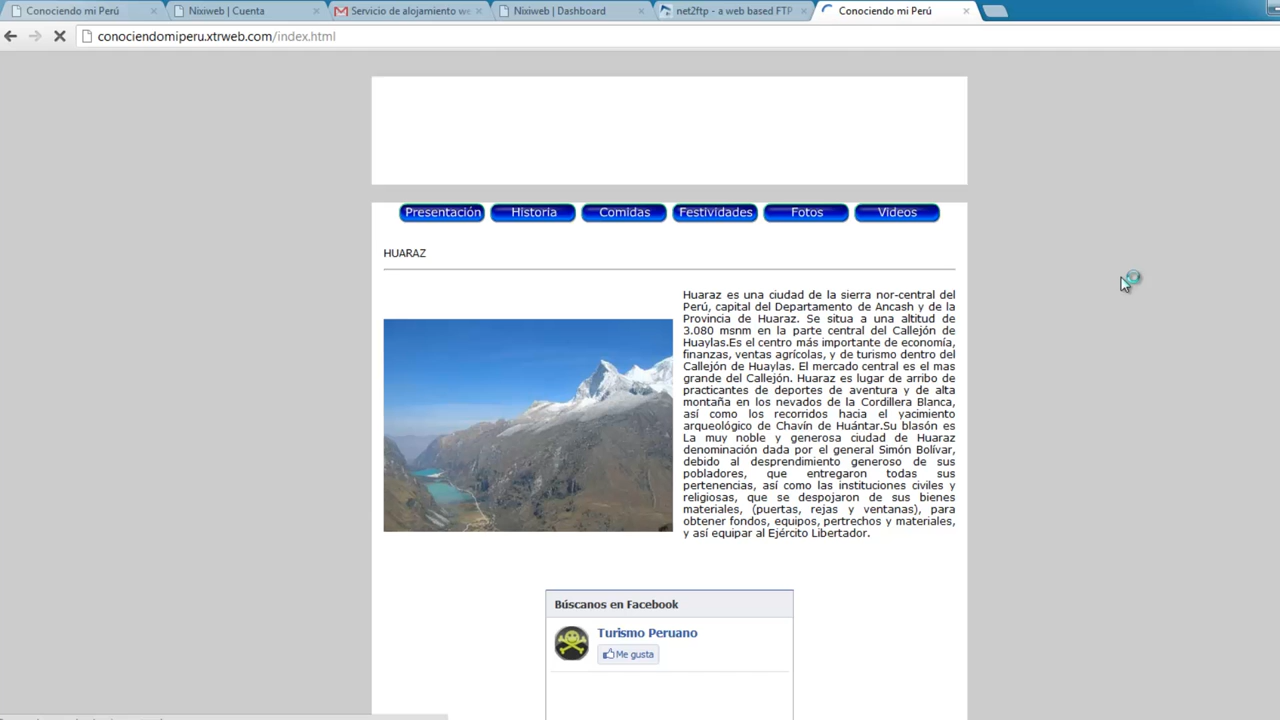 Conociendo mi Perú
Nixiweb | Cuenta
Servicio de alojamiento we
Nixiweb | Dashboard
net2ftp - a web based FTP
Conociendo mi Perú
conociendomiperu.xtrweb.com/index.html
Presentación
Historia
Comidas
Festividades
Fotos
Videos
HUARAZ
Huaraz es una ciudad de la sierra nor-central del
Perú, capital del Departamento de Ancash y de la
Provincia de Huaraz. Se situa a una altitud de
3.080 msnm en la parte central del Callejón de
Huaylas.Es el centro más importante de economía,
finanzas, ventas agrícolas, y de turismo dentro del
Callejón de Huaylas. El mercado central es el mas
grande del Callejón. Huaraz es lugar de arribo de
practicantes de deportes de aventura y de alta
montaña en los nevados de la Cordillera Blanca,
así como los recorridos hacia el yacimiento
arqueológico de Chavín de Huántar.Su blasón es
La muy noble y generosa ciudad de Huaraz
denominación dada por el general Simón Bolívar,
debido al desprendimiento generoso de sus
pobladores, que entregaron todas sus
pertenencias, así como las instituciones civiles y
religiosas, que se despojaron de sus bienes
materiales, (puertas, rejas y ventanas), para
obtener fondos, equipos, pertrechos y materiales,
y así equipar al Ejército Libertador.
Búscanos en Facebook
Turismo Peruano
Me gusta